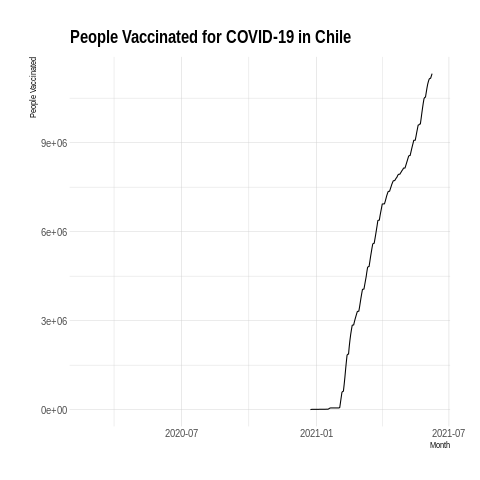 People Vaccinated for COVID-19 in Chile
People Vaccinated
9e+06
6e+06
3e+06
0e+00
2020-07
2021-01
2021-07
Month